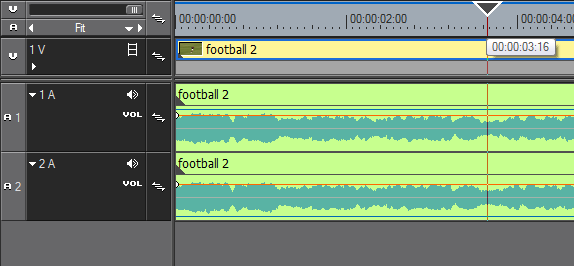 V
00:00:00:00 00:00:02:00 00:00:04:00
A Fit
V 1 V football 2 00:00:03:16
1 A football 2
A 1 VOL
2 A football 2
A 2 VOL